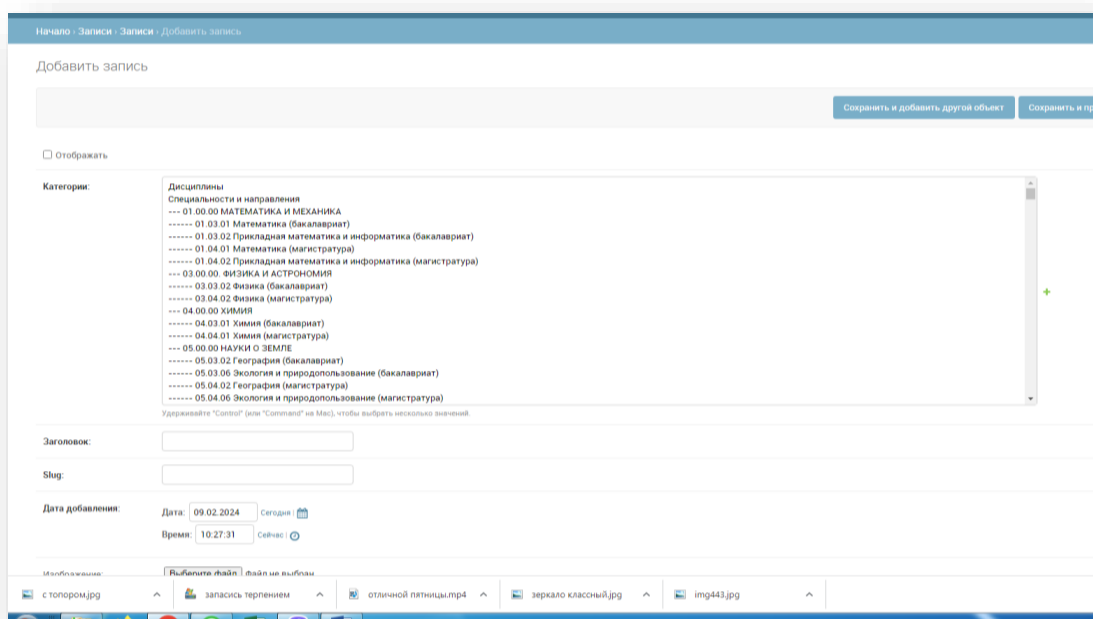 Начало › Записи › Записи › Добавить запись
Добавить запись
Сохранить и добавить другой объект Сохранить и пр
Отображать
Категории:
Дисциплины
Специальности и направления
--- 01.00.00 МАТЕМАТИКА И МЕХАНИКА
------ 01.03.01 Математика (бакалавриат)
------ 01.03.02 Прикладная математика и информатика (бакалавриат)
------ 01.04.01 Математика (магистратура)
------ 01.04.02 Прикладная математика и информатика (магистратура)
--- 03.00.00. ФИЗИКА И АСТРОНОМИЯ
------ 03.03.02 Физика (бакалавриат)
------ 03.04.02 Физика (магистратура)
--- 04.00.00 ХИМИЯ
------ 04.03.01 Химия (бакалавриат)
------ 04.04.01 Химия (магистратура)
--- 05.00.00 НАУКИ О ЗЕМЛЕ
------ 05.03.02 География (бакалавриат)
------ 05.03.06 Экология и природопользование (бакалавриат)
------ 05.04.02 География (магистратура)
------ 05.04.06 Экология и природопользование (магистратура)
Удерживайте "Control" (или "Command" на Mac), чтобы выбрать несколько значений.
Заголовок:
Slug:
Дата добавления:
Дата: 09.02.2024 Сегодня |
Время: 10:27:31 Сейчас |
Изображение: Выберите файл Файл не выбран
с топором.jpg запасись терпением отличной пятницы.mp4 зеркало классный.jpg img443.jpg